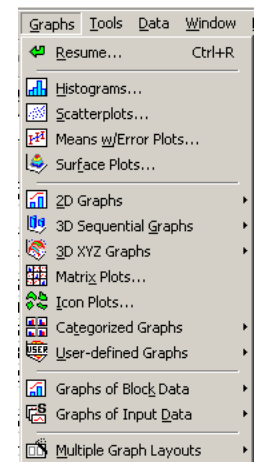 Graphs Tools Data Window
Resume... Ctrl+R
Histograms...
Scatterplots...
Means w/Error Plots...
Surface Plots...
2D Graphs
3D Sequential Graphs
3D XYZ Graphs
Matrix Plots...
Icon Plots...
Categorized Graphs
User-defined Graphs
Graphs of Block Data
Graphs of Input Data
Multiple Graph Layouts